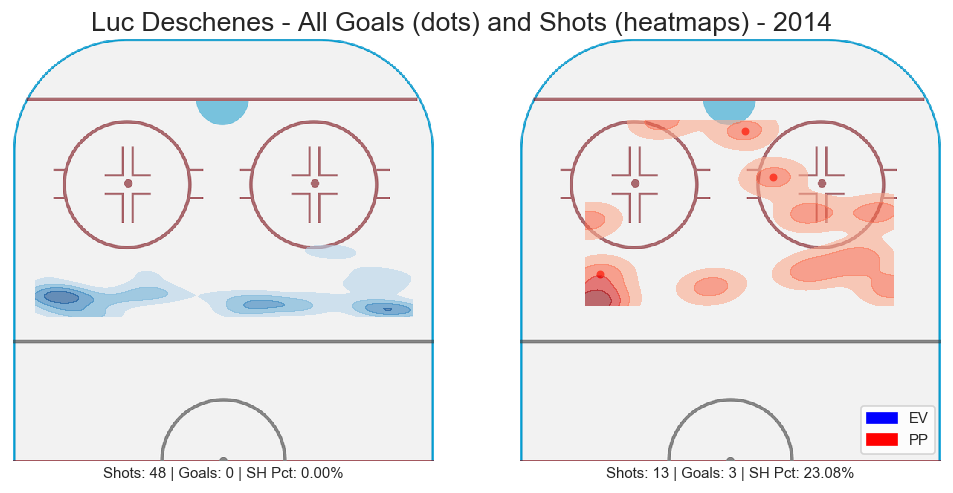 Luc Deschenes - All Goals (dots) and Shots (heatmaps) - 2014
EV
PP
Shots: 48 | Goals: 0 | SH Pct: 0.00%
Shots: 13 | Goals: 3 | SH Pct: 23.08%